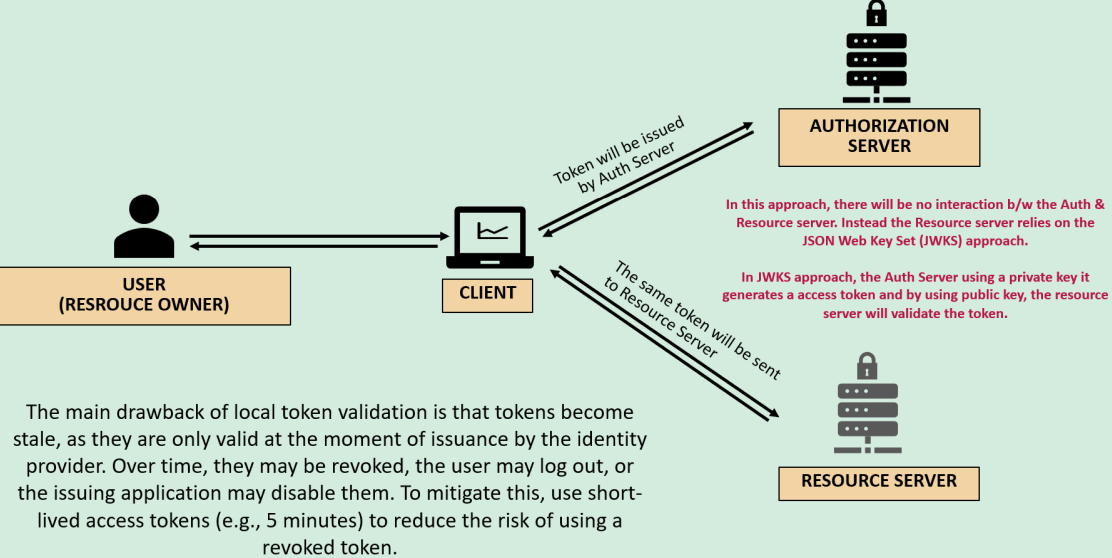 AUTHORIZATION
SERVER
Token will be issued
by Auth Server
In this approach, there will be no interaction b/w the Auth &
Resource server. Instead the Resource server relies on the
JSON Web Key Set (JWKS) approach.
In JWKS approach, the Auth Server using a private key it
generates a access token and by using public key, the resource
server will validate the token.
USER
(RESROUCE OWNER)
CLIENT
The same token will be sent
to Resource Server
The main drawback of local token validation is that tokens become
stale, as they are only valid at the moment of issuance by the identity
provider. Over time, they may be revoked, the user may log out, or
the issuing application may disable them. To mitigate this, use short-
lived access tokens (e.g., 5 minutes) to reduce the risk of using a
revoked token.
RESOURCE SERVER